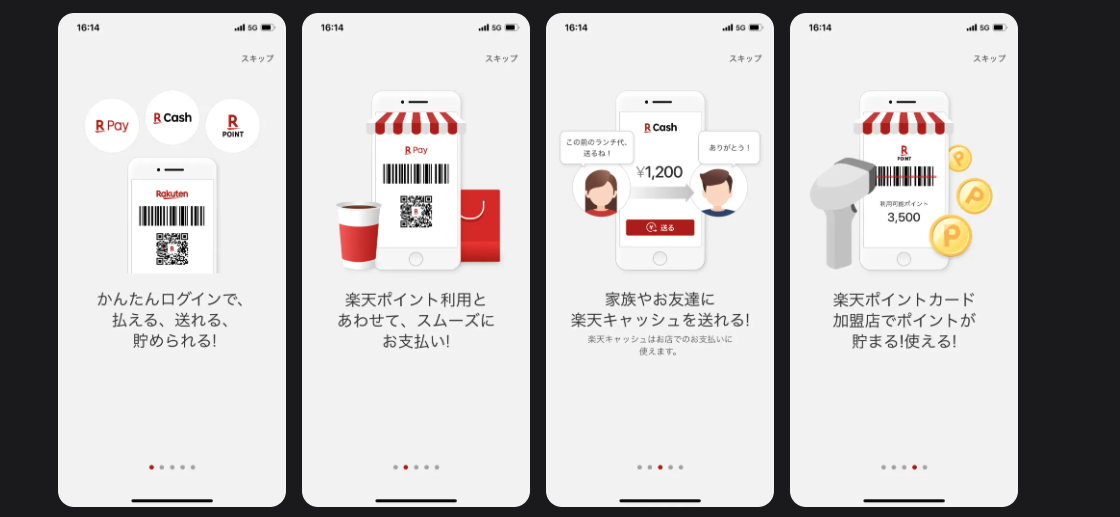 16:14
5G
スキップ
R Pay
R Cash
R
POINT
Rakuten
R
かんたんログインで、
払える、送れる、
貯められる!
16:14
5G
スキップ
R Pay
R
楽天ポイント利用と
あわせて、スムーズに
お支払い!
16:14
5G
スキップ
R Cash
この前のランチ代、
送るね！
ありがとう！
¥1,200
¥
送る
家族やお友達に
楽天キャッシュを送れる!
楽天キャッシュはお店でのお支払いに
使えます。
16:14
5G
スキップ
R
POINT
利用可能ポイント
3,500
P
P
P
楽天ポイントカード
加盟店でポイントが
貯まる!使える!